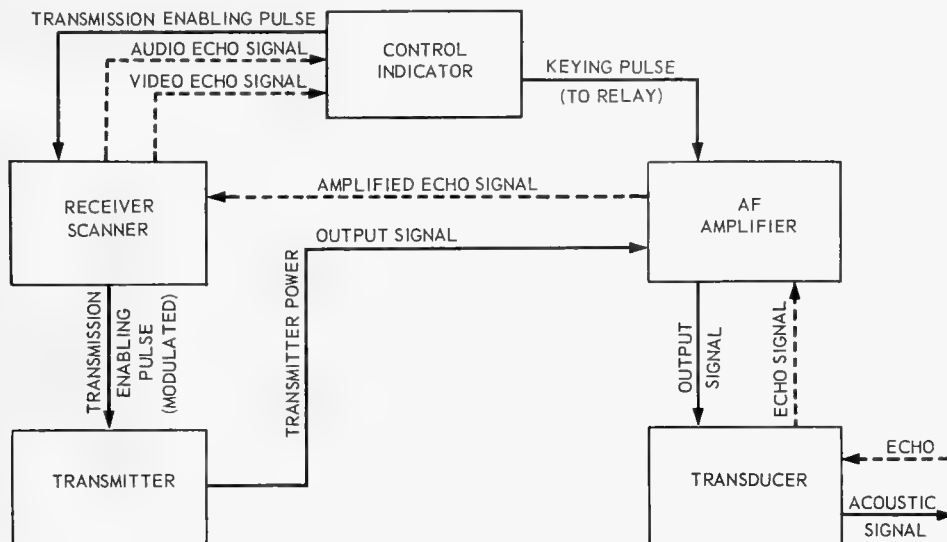 TRANSMISSION ENABLING PULSE
AUDIO ECHO SIGNAL
VIDEO ECHO SIGNAL
CONTROL
INDICATOR
KEYING PULSE
(TO RELAY)
RECEIVER
SCANNER
AMPLIFIED ECHO SIGNAL
AF
AMPLIFIER
OUTPUT SIGNAL
TRANSMITTER POWER
TRANSMISSION
ENABLING
PULSE
(MODULATED)
OUTPUT
SIGNAL
ECHO SIGNAL
TRANSMITTER
TRANSDUCER
ECHO
ACOUSTIC
SIGNAL